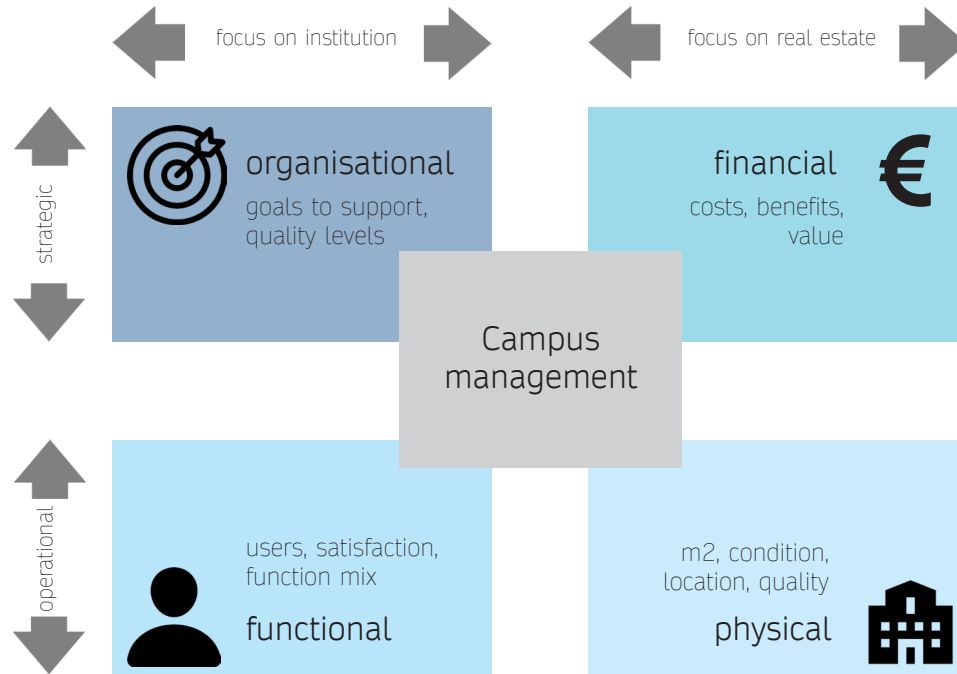 focus on institution
focus on real estate
strategic
organisational
goals to support,
quality levels
financial
€
costs, benefits,
value
Campus
management
operational
users, satisfaction,
function mix
functional
m2, condition,
location, quality
physical